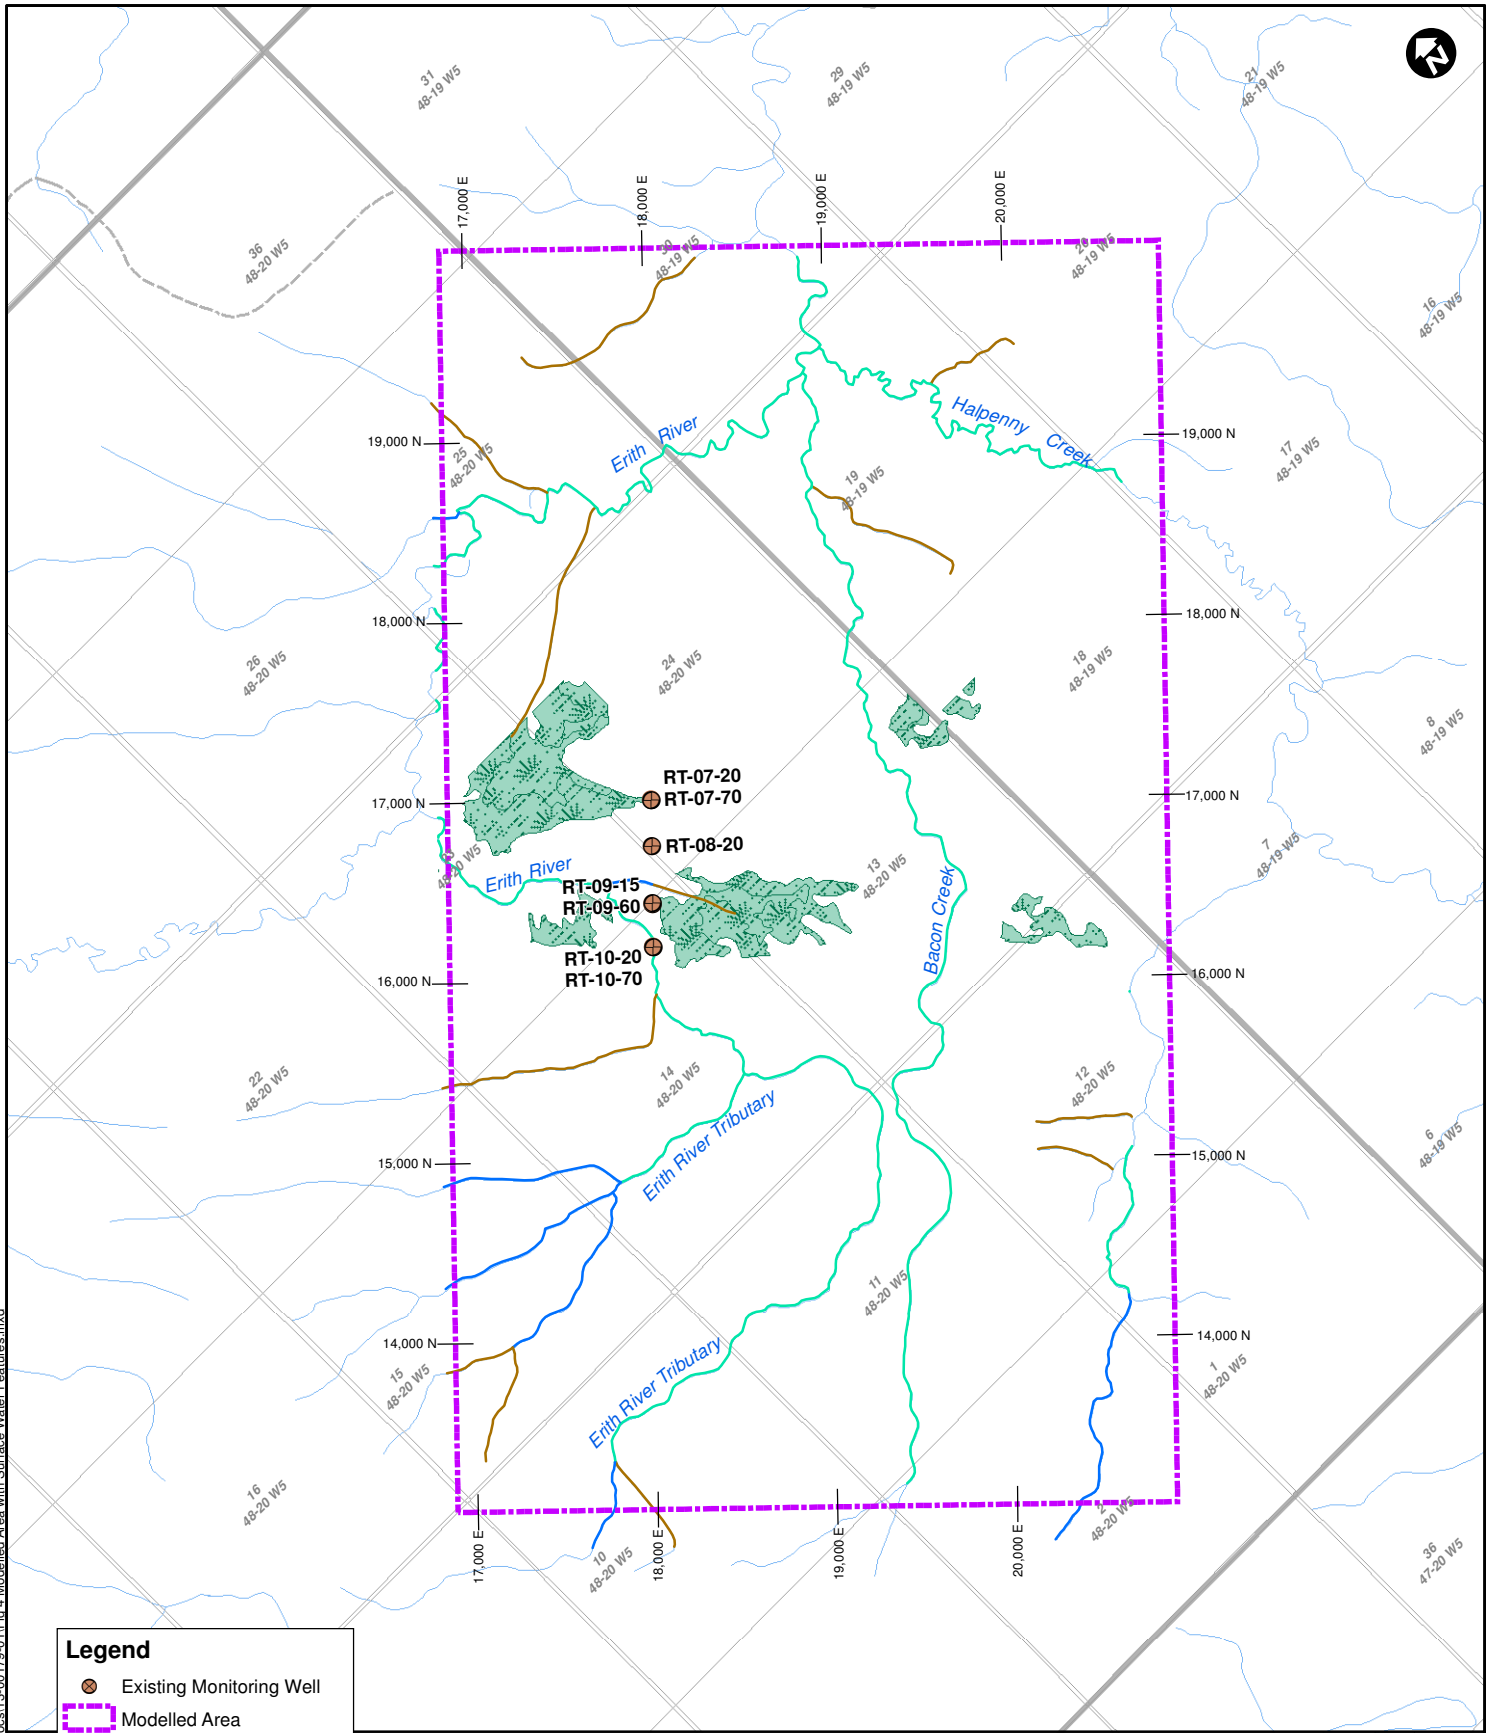 N
31
48-19 W5
29
48-19 W5
21
48-19 W5
36
48-20 W5
30
48-19 W5
48-19 W5
16
48-19 W5
17,000 E
18,000 E
19,000 E
20,000 E
19,000 N
25
48-20 W5
Erith River
Halpenny Creek
19,000 N
19
48-19 W5
17
48-19 W5
18,000 N
18,000 N
26
48-20 W5
24
48-20 W5
18
48-19 W5
8
48-19 W5
RT-07-20
RT-07-70
17,000 N
17,000 N
RT-08-20
48-20 W5
Erith River
RT-09-15
RT-09-60
13
48-20 W5
7
48-19 W5
Bacon Creek
RT-10-20
RT-10-70
16,000 N
16,000 N
22
48-20 W5
14
48-20 W5
12
48-20 W5
6
48-19 W5
Erith River Tributary
15,000 N
15,000 N
11
48-20 W5
14,000 N
14,000 N
15
48-20 W5
1
48-20 W5
Erith River Tributary
16
48-20 W5
2
48-20 W5
10
48-20 W5
36
47-20 W5
17,000 E
18,000 E
19,000 E
20,000 E
Legend
Existing Monitoring Well
Modelled Area